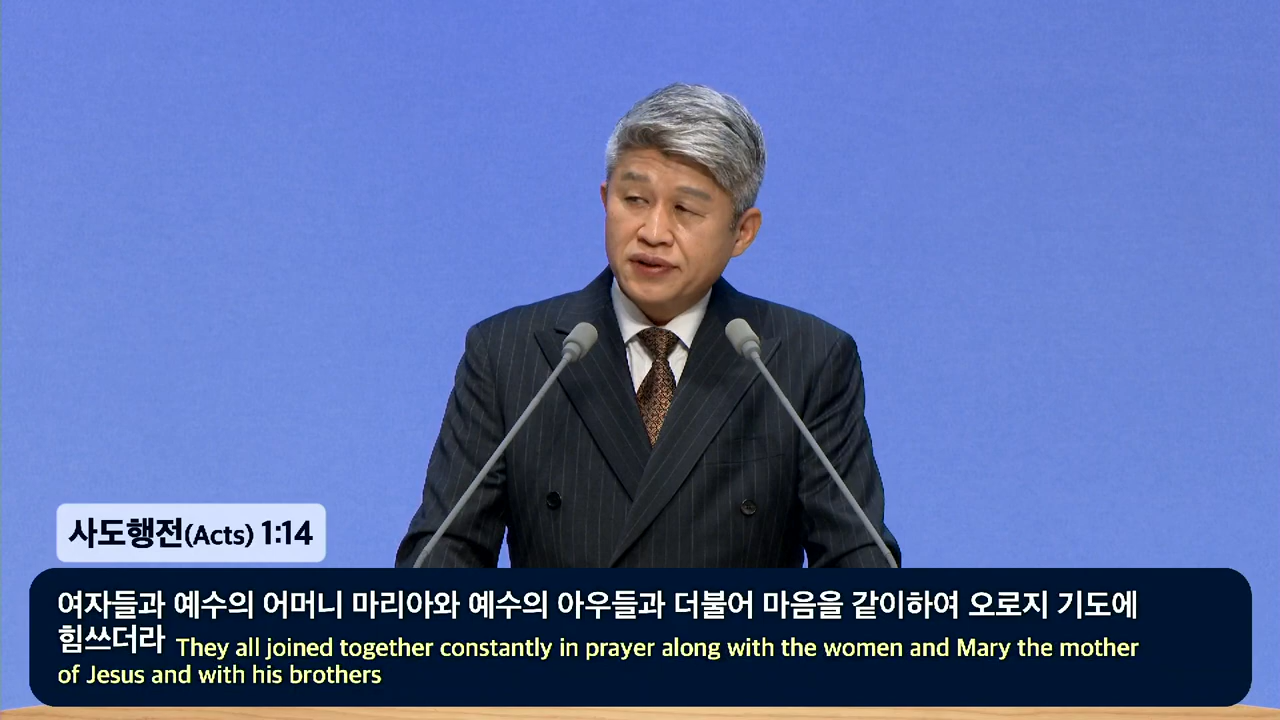 사도행전(Acts) 1:14
여자들과 예수의 어머니 마리아와 예수의 아우들과 더불어 마음을 같이하여 오로지 기도에
힘쓰더라 They all joined together constantly in prayer along with the women and Mary the mother
of Jesus and with his brothers